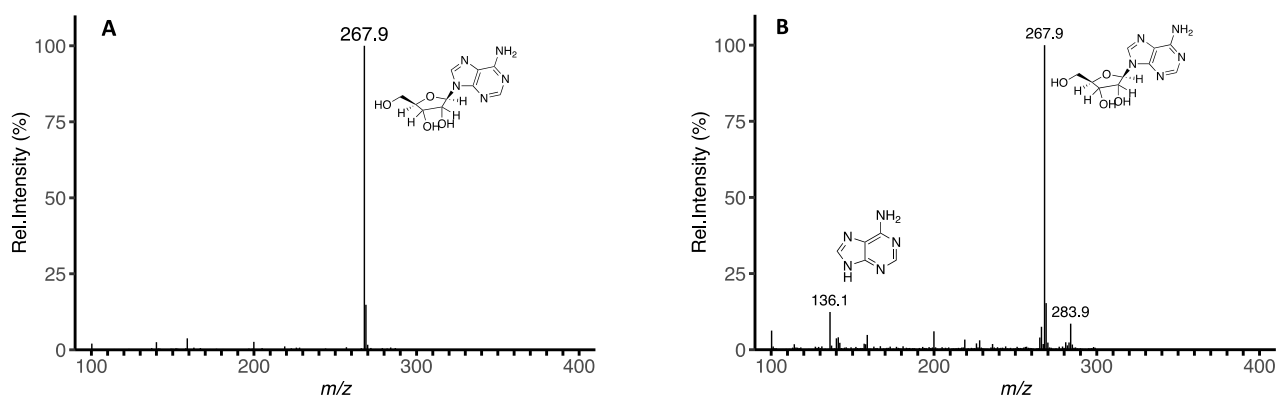 A
Rel.Intensity (%)
100
75
50
25
0
267.9
HO
O
H
H
OH
OH
H
H
N
N
N
N
NH2
100
200
300
400
m/z
B
Rel.Intensity (%)
100
75
50
25
0
267.9
HO
O
H
H
OH
OH
H
H
N
N
N
N
NH2
NH2
N
N
N
N
H
136.1
283.9
100
200
300
400
m/z